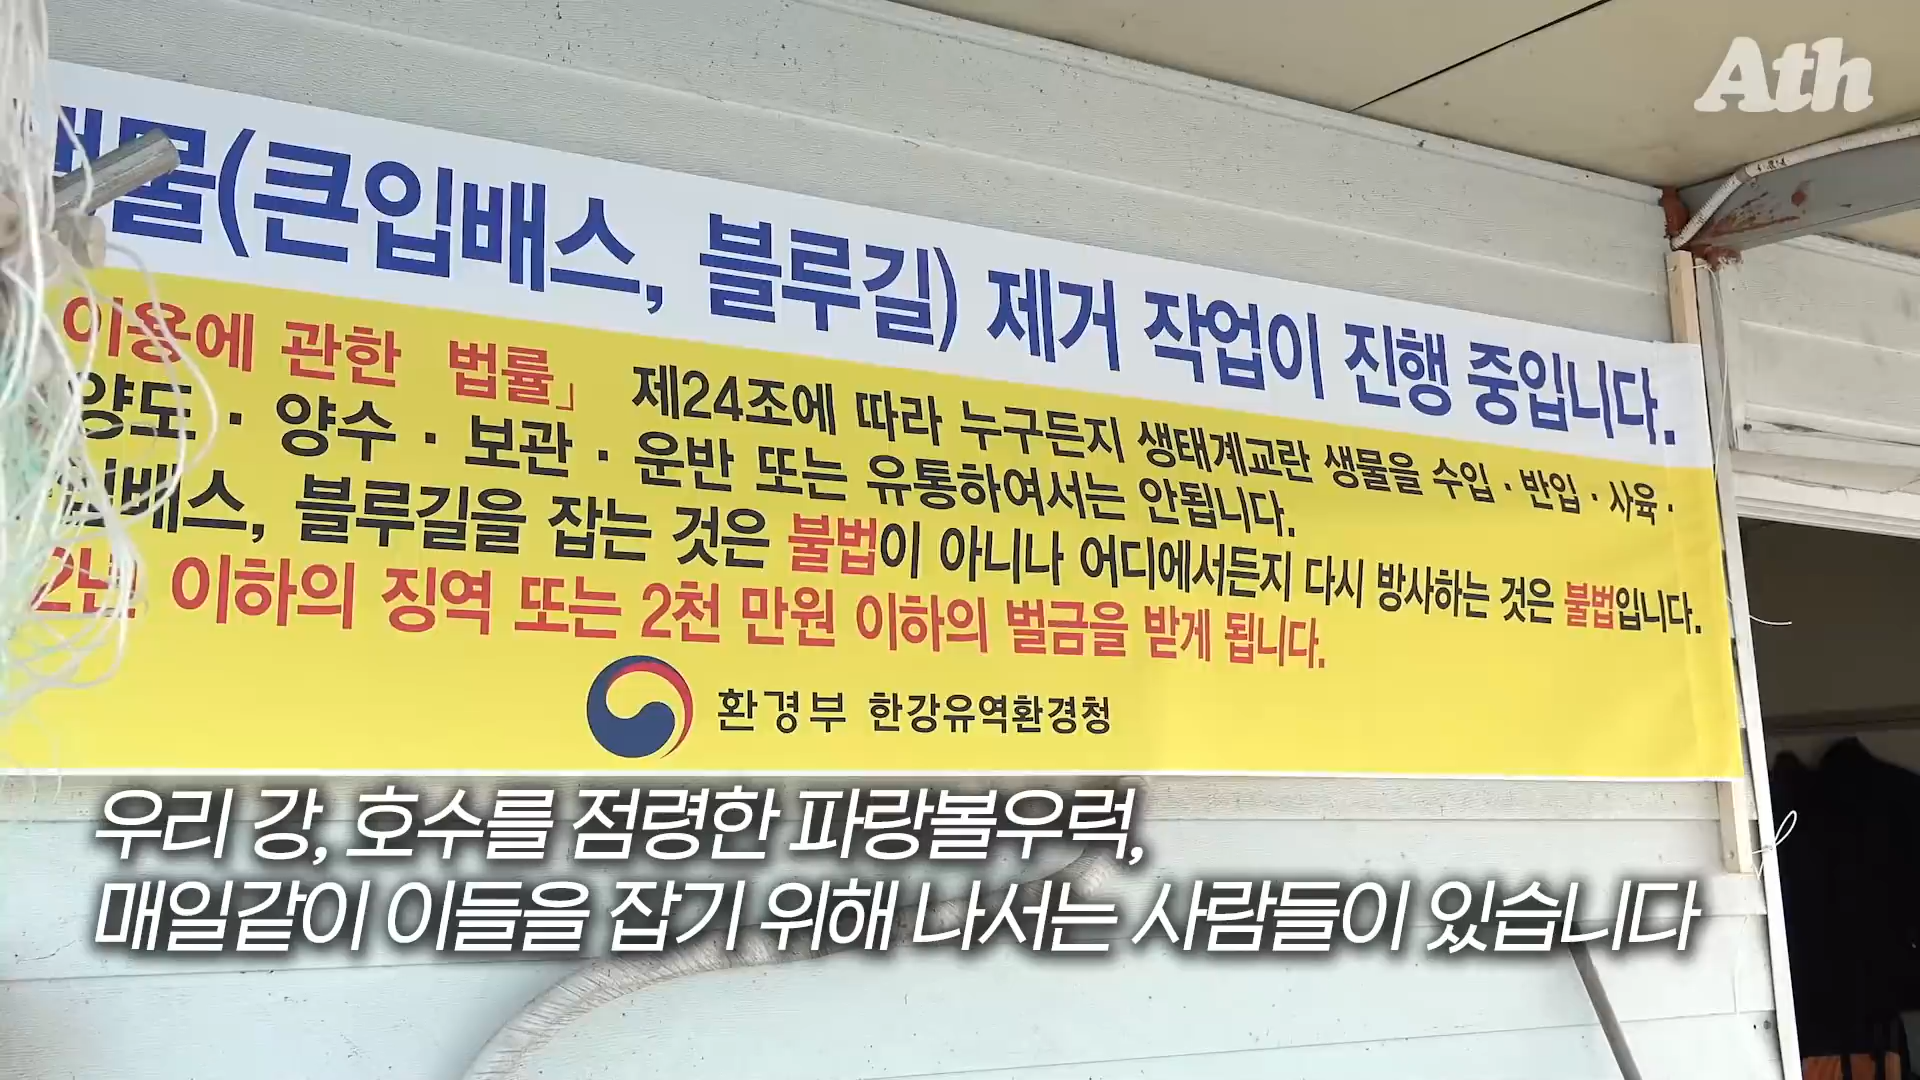 Ath
물(큰입배스, 블루길) 제거 작업이 진행 중입니다.
이용에 관한 법률」 제24조에 따라 누구든지 생태계교란 생물을 수입 · 반입 · 사육 ·
양도 · 양수 · 보관 · 운반 또는 유통하여서는 안됩니다.
입배스, 블루길을 잡는 것은 불법이 아니나 어디에서든지 다시 방사하는 것은 불법입니다.
2년 이하의 징역 또는 2천 만원 이하의 벌금을 받게 됩니다.
환경부 한강유역환경청
우리 강, 호수를 점령한 파랑볼우럭,
매일같이 이들을 잡기 위해 나서는 사람들이 있습니다